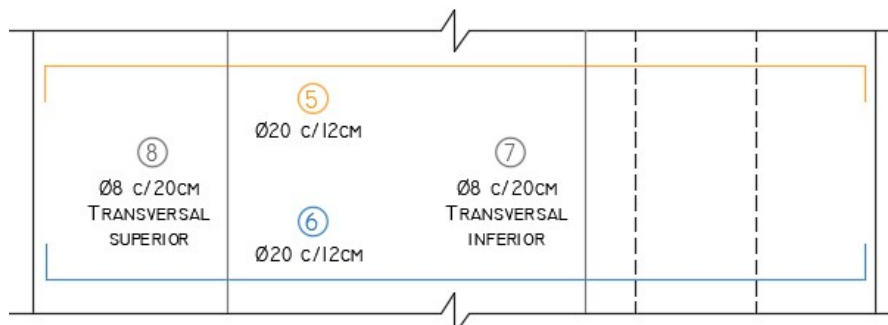 5
Ø20 c/12cm
8
Ø8 c/20cm
Transversal
superior
7
Ø8 c/20cm
Transversal
inferior
6
Ø20 c/12cm